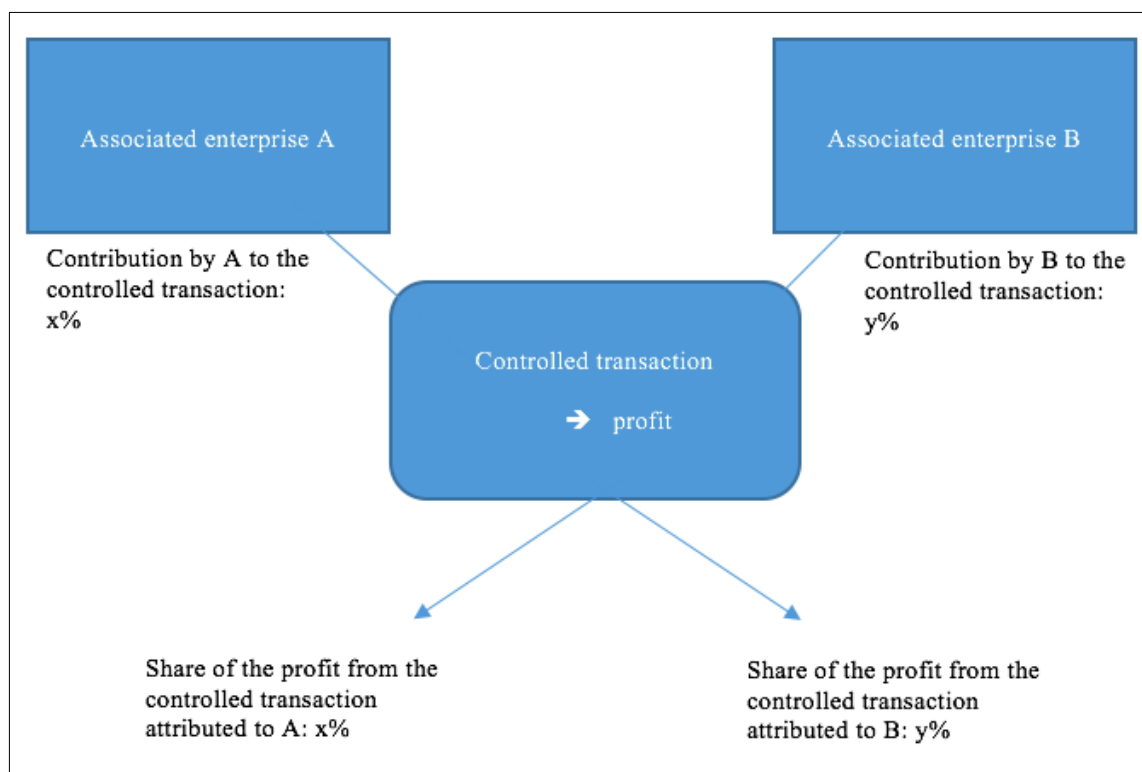 Associated enterprise A
Associated enterprise B
Contribution by A to the
controlled transaction:
x%
Contribution by B to the
controlled transaction:
y%
Controlled transaction
➔ profit
Share of the profit from the
controlled transaction
attributed to A: x%
Share of the profit from the
controlled transaction
attributed to B: y%